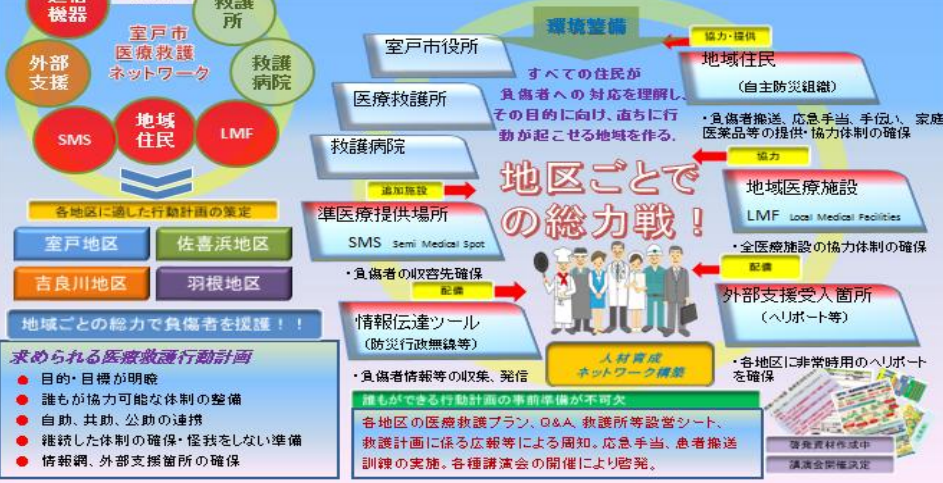 機器
救護
所
室戸市
医療救護
ネットワーク
外部
支援
救護
病院
SMS
地域
住民
LMF
各地区に適した行動計画の策定
室戸地区
佐喜浜地区
吉良川地区
羽根地区
地域ごとの総力で負傷者を援護！！
求められる医療救護行動計画
● 目的・目標が明瞭
● 誰もが協力可能な体制の整備
● 自助、共助、公助の連携
● 継続した体制の確保・怪我をしない準備
● 情報網、外部支援箇所の確保
環境整備
室戸市役所
医療救護所
救護病院
追加施設
準医療提供場所
SMS Semi Medical Spot
・負傷者の収容先確保
配備
情報伝達ツール
(防災行政無線等)
・負傷者情報等の収集、発信
すべての住民が
負傷者への対応を理解し、
その目的に向け、直ちに行
動が起こせる地域を作る。
地区ごとで
の総力戦！
人材育成
ネットワーク構築
協力・提供
地域住民
(自主防災組織)
・負傷者搬送、応急手当、手伝い、家庭
医薬品等の提供・協力体制の確保
協力
地域医療施設
LMF Local Medical Facilities
・全医療施設の協力体制の確保
配備
外部支援受入箇所
(ヘリポート等)
・各地区に非常時用のヘリポート
を確保
誰もができる行動計画の事前準備が不可欠
各地区の医療救護プラン、Q&A、救護所等設営シート、
救護計画に係る広報等による周知。応急手当、患者搬送
訓練の実施。各種講演会の開催により啓発。
啓発資材作成中
講演会開催決定